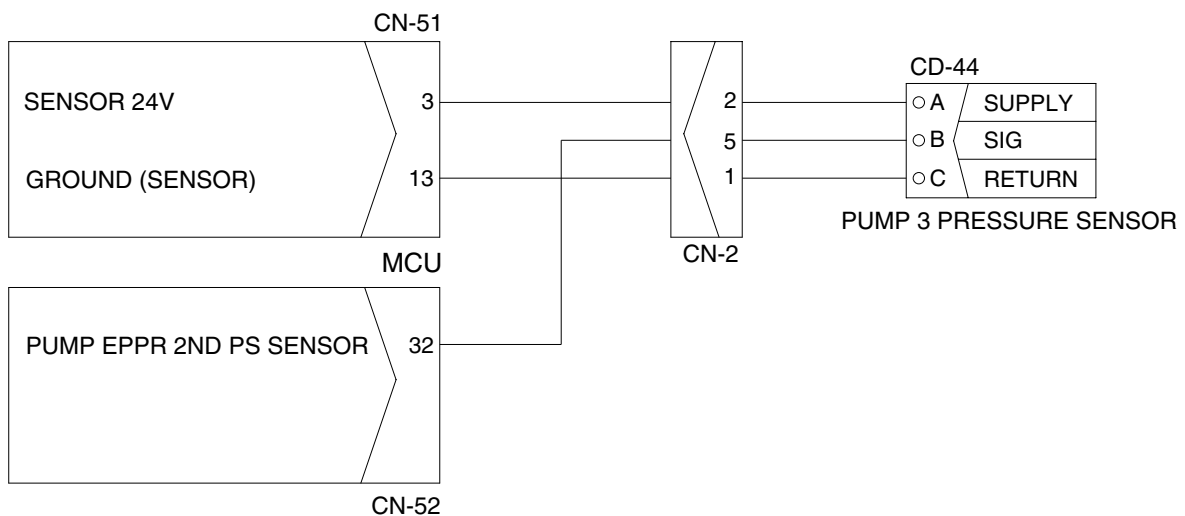 CN-51
SENSOR 24V 3
GROUND (SENSOR) 13
MCU
PUMP EPPR 2ND PS SENSOR 32
CN-52
2
5
1
CN-2
CD-44
A SUPPLY
B SIG
C RETURN
PUMP 3 PRESSURE SENSOR